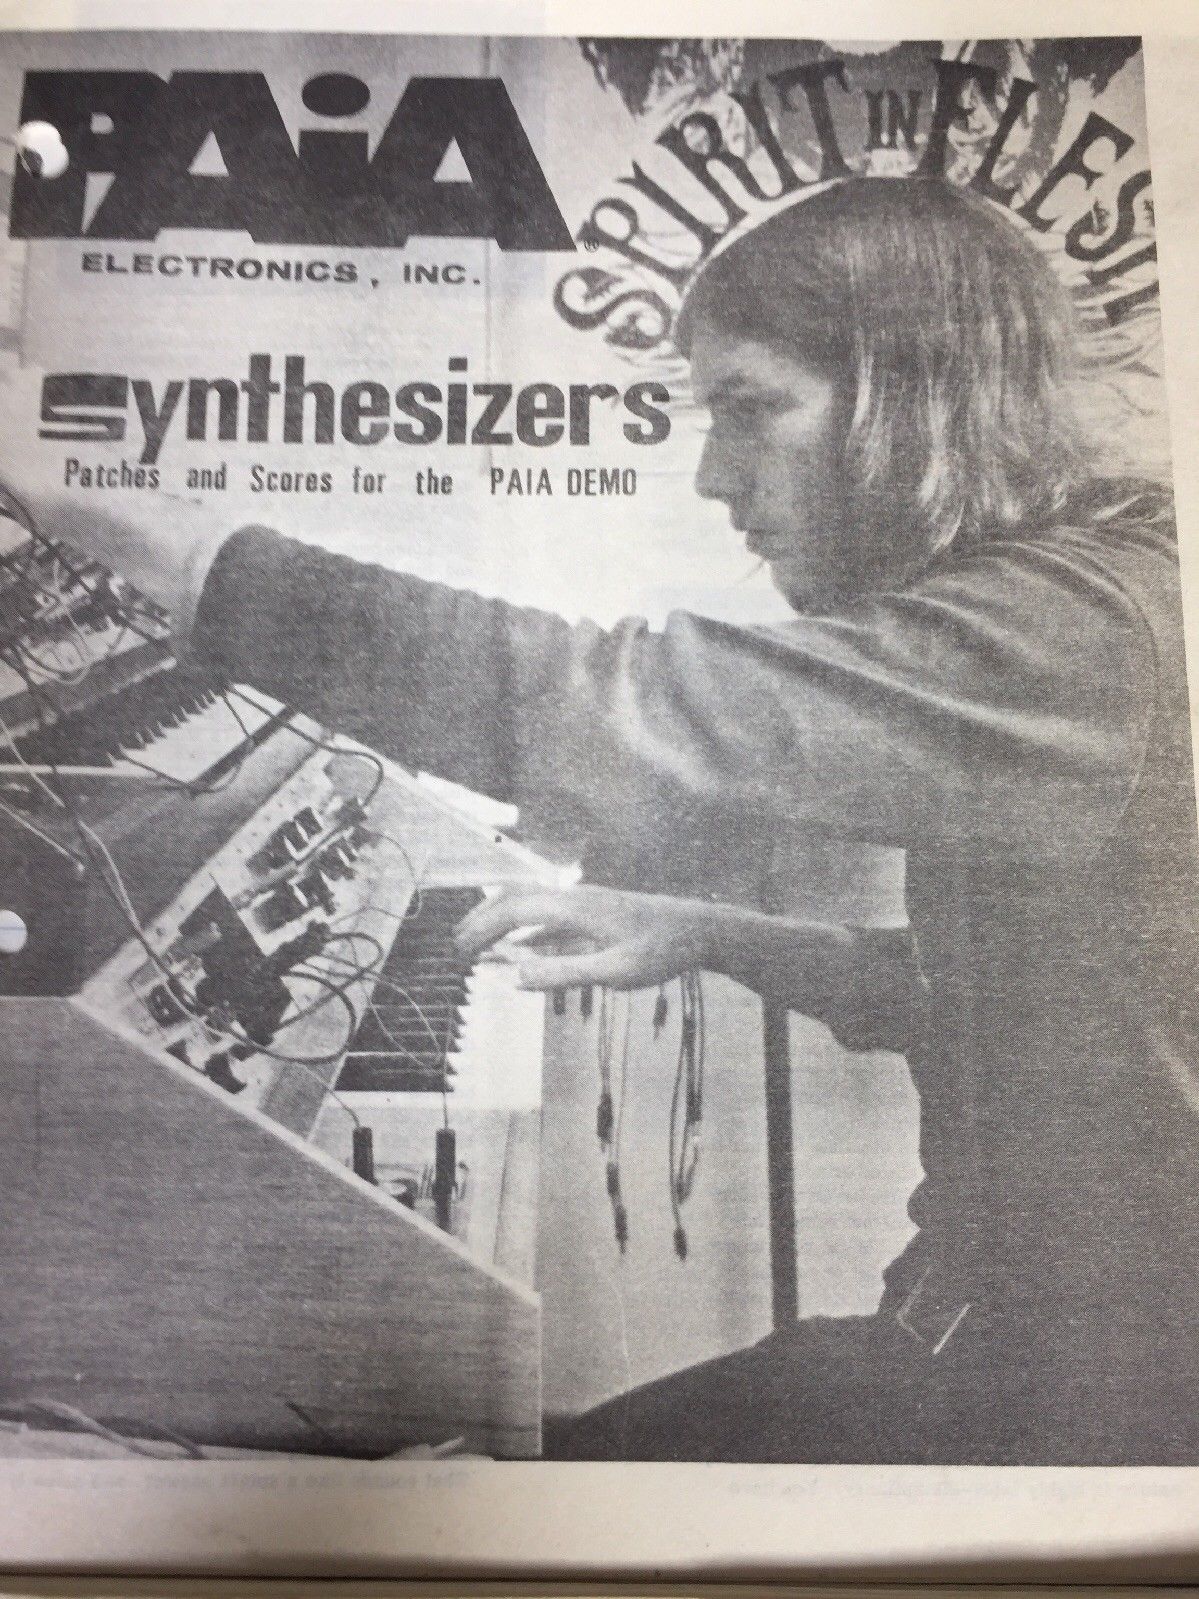 PAiA®
ELECTRONICS, INC.
SPIRIT IN FLESH
synthesizers
Patches and Scores for the PAIA DEMO